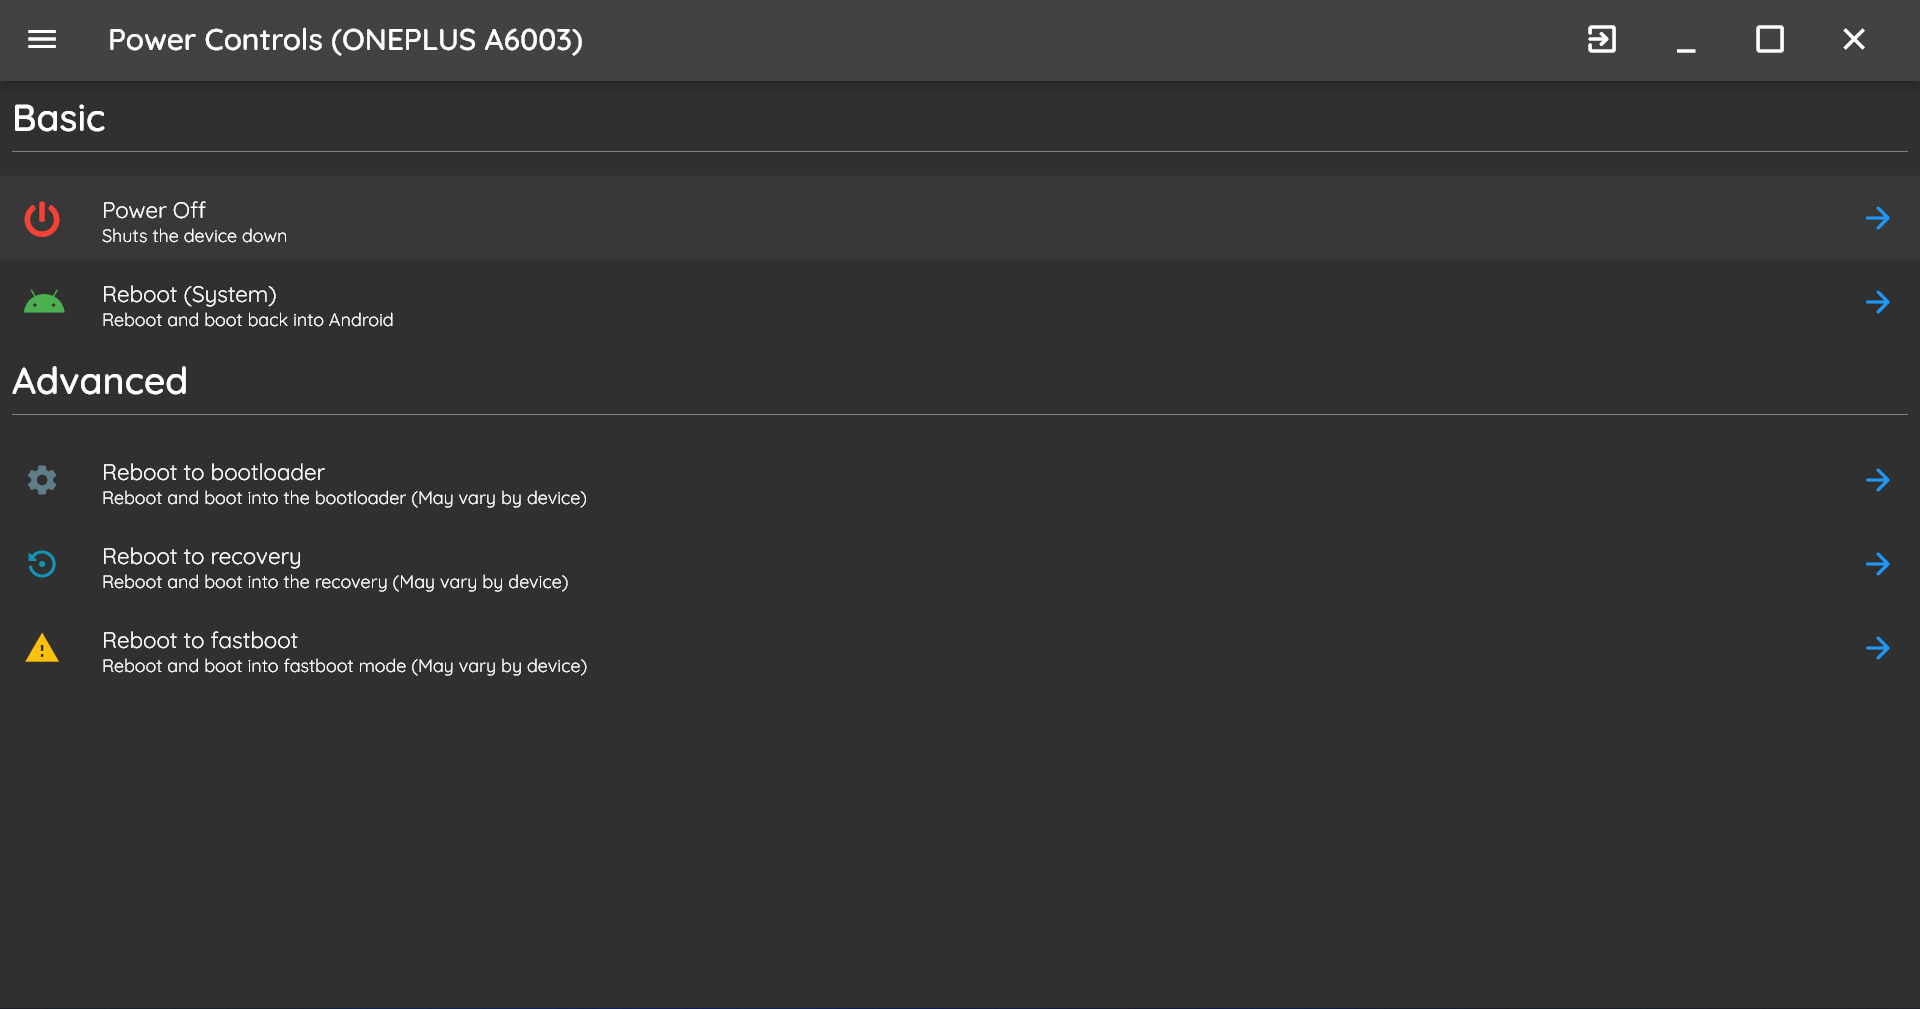 Power Controls (ONEPLUS A6003)
Basic
Power Off
Shuts the device down
Reboot (System)
Reboot and boot back into Android
Advanced
Reboot to bootloader
Reboot and boot into the bootloader (May vary by device)
Reboot to recovery
Reboot and boot into the recovery (May vary by device)
Reboot to fastboot
Reboot and boot into fastboot mode (May vary by device)